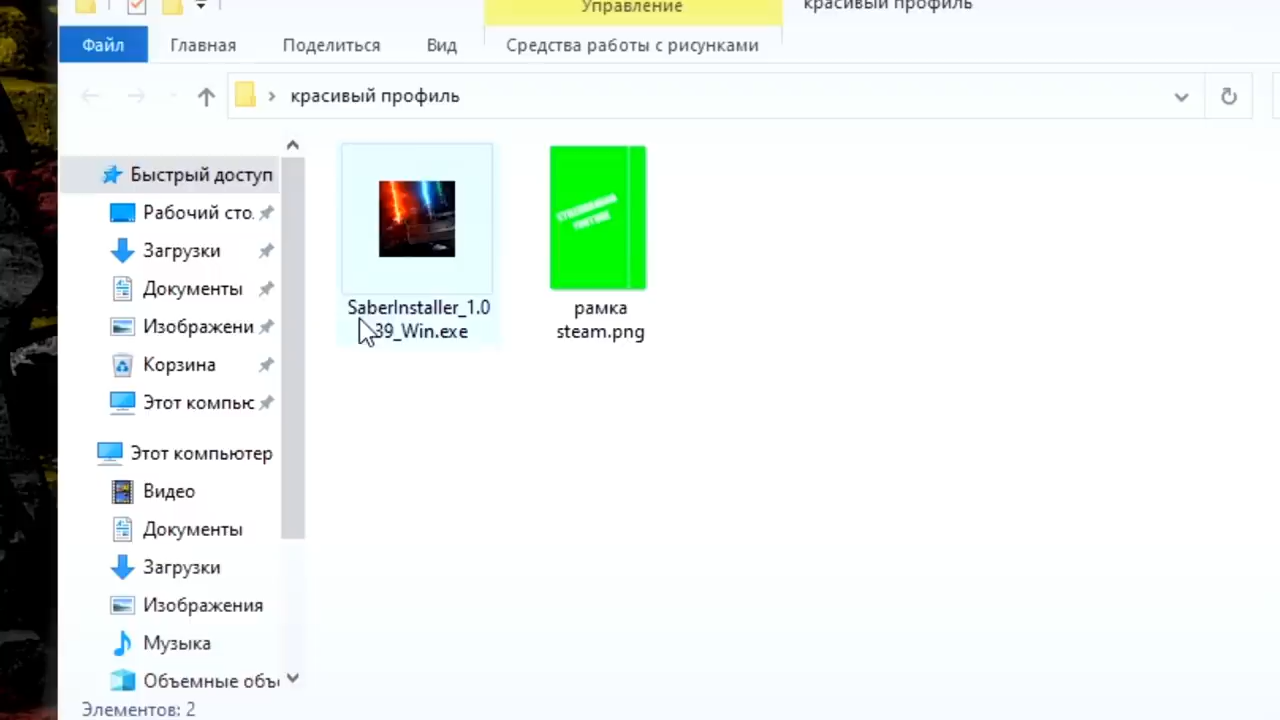 Управление
красивый профиль
Файл
Главная
Поделиться
Вид
Средства работы с рисунками
красивый профиль
Быстрый доступ
Рабочий сто.
Загрузки
Документы
Изображени
Корзина
Этот компьк
Этот компьютер
Видео
Документы
Загрузки
Изображения
Музыка
Объемные объ
SaberInstaller_1.0
39_Win.exe
рамка
steam.png
Элементов: 2